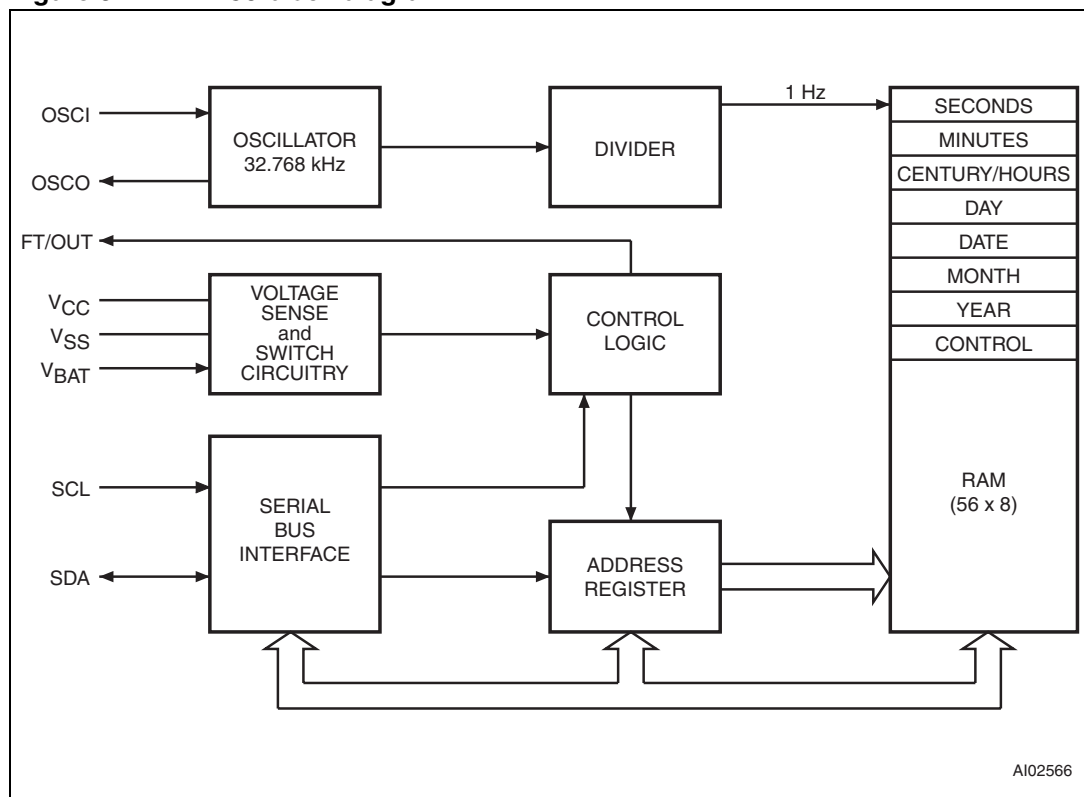 OSCI
OSCO
FT/OUT
VCC
VSS
VBAT
SCL
SDA
OSCILLATOR
32.768 kHz
DIVIDER
1 Hz
VOLTAGE
SENSE
and
SWITCH
CIRCUITRY
CONTROL
LOGIC
SERIAL
BUS
INTERFACE
ADDRESS
REGISTER
SECONDS
MINUTES
CENTURY/HOURS
DAY
DATE
MONTH
YEAR
CONTROL
RAM
(56 x 8)
AI02566